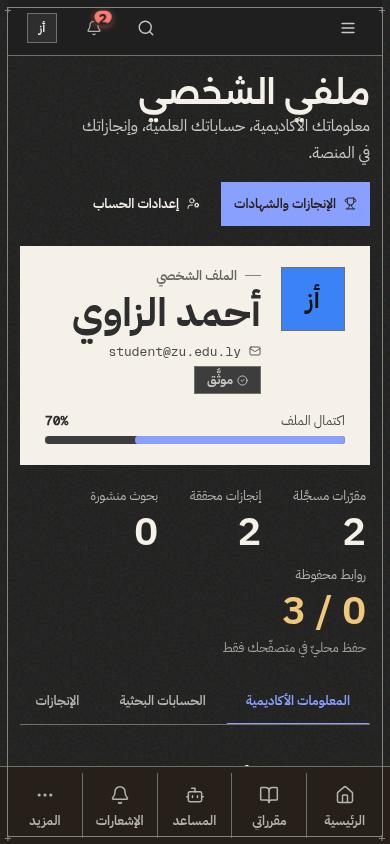 2
أز
ملفي الشخصي
معلوماتك الأكاديمية، حساباتك العلمية، وإنجازاتك
في المنصة.
الإنجازات والشهادات
إعدادات الحساب
الملف الشخصي
أز
أحمد الزاوي
student@zu.edu.ly
موثَّق
اكتمال الملف
70%
مقرّرات مسجَّلة
إنجازات محققة
بحوث منشورة
2
2
0
روابط محفوظة
0 / 3
حفظ محليّ في متصفّحك فقط
المعلومات الأكاديمية
الحسابات البحثية
الإنجازات
الرئيسية
مقرراتي
المساعد
الإشعارات
المزيد